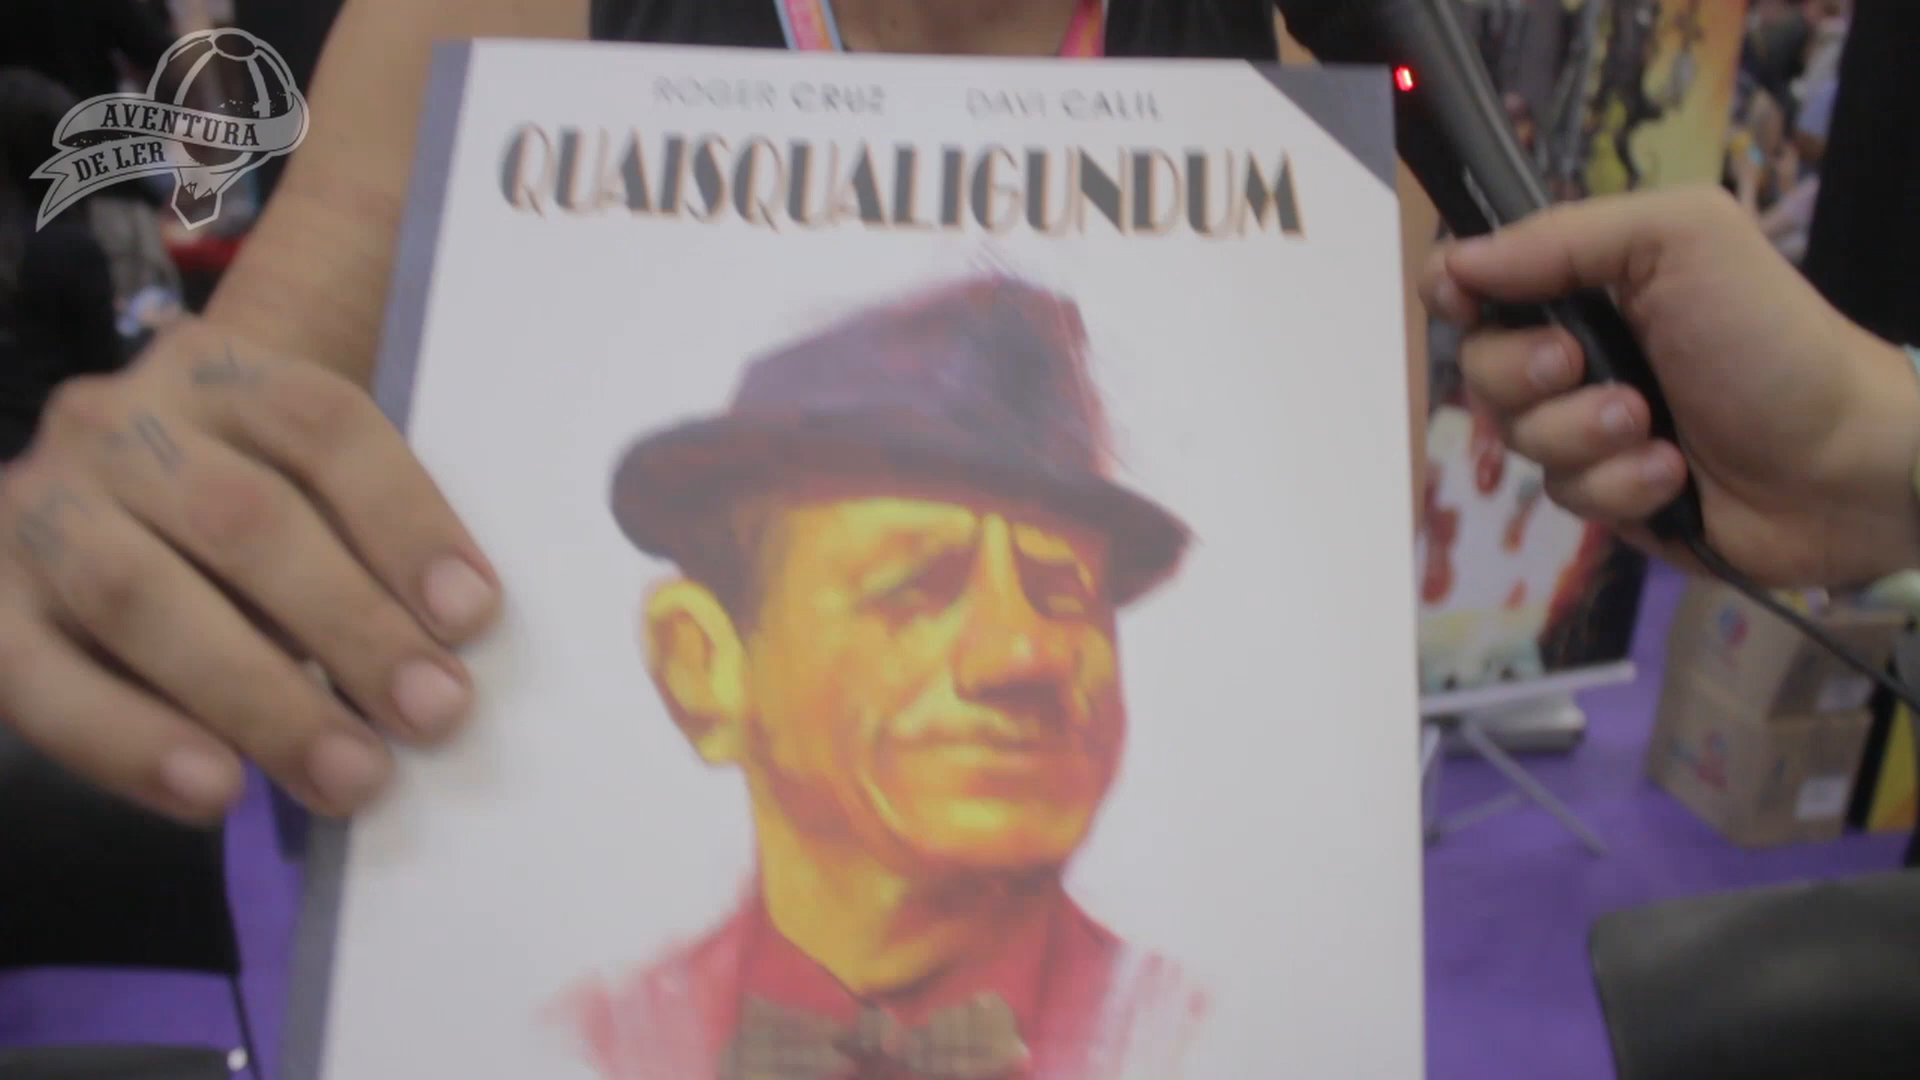 AVENTURA
DE LER
ROGER CRUZ DAVI CALIL
QUAISQUALIGUNDUM